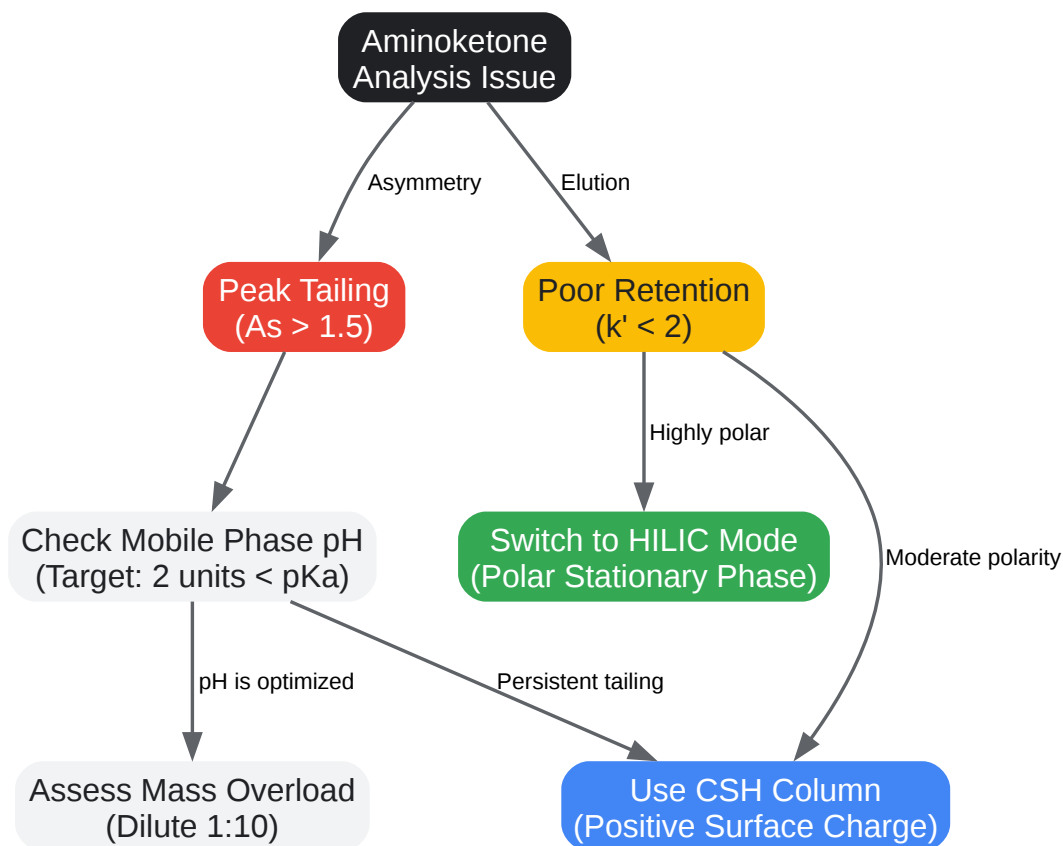 Aminoketone
Analysis Issue
Asymmetry
Elution
Peak Tailing
(As > 1.5)
Poor Retention
(k' < 2)
Highly polar
Check Mobile Phase pH
(Target: 2 units < pKa)
Switch to HILIC Mode
(Polar Stationary Phase)
Moderate polarity
pH is optimized
Persistent tailing
Assess Mass Overload
(Dilute 1:10)
Use CSH Column
(Positive Surface Charge)